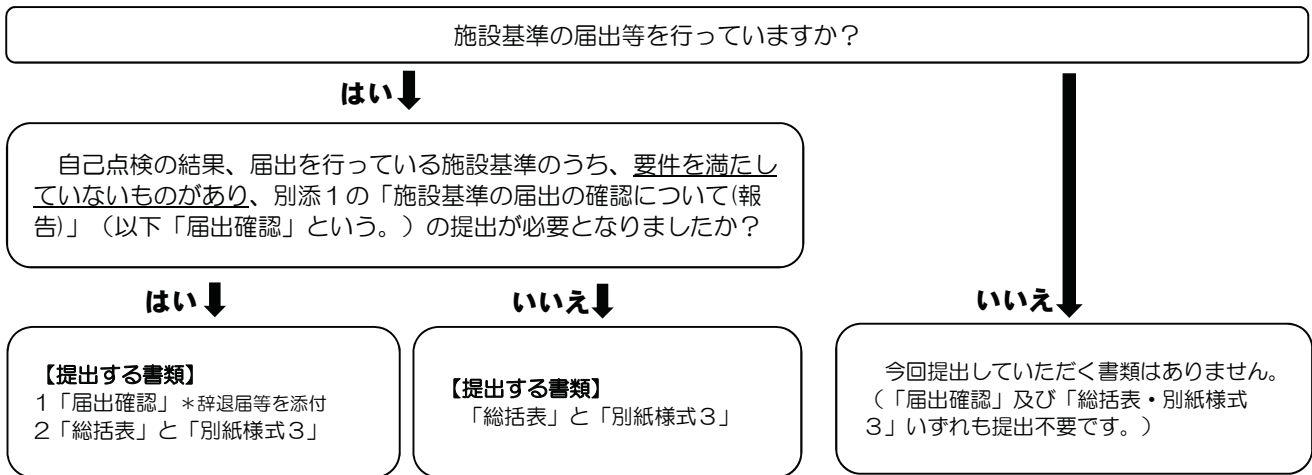 施設基準の届出等を行っていますか？
はい
自己点検の結果、届出を行っている施設基準のうち、要件を満たし
ていないものがあり、別添１の「施設基準の届出の確認について(報
告)」（以下「届出確認」という。）の提出が必要となりましたか？
はい
いいえ
いいえ
【提出する書類】
１「届出確認」＊辞退届等を添付
２「総括表」と「別紙様式３」
【提出する書類】
「総括表」と「別紙様式３」
今回提出していただく書類はありません。
（「届出確認」及び「総括表・別紙様式
３」いずれも提出不要です。）